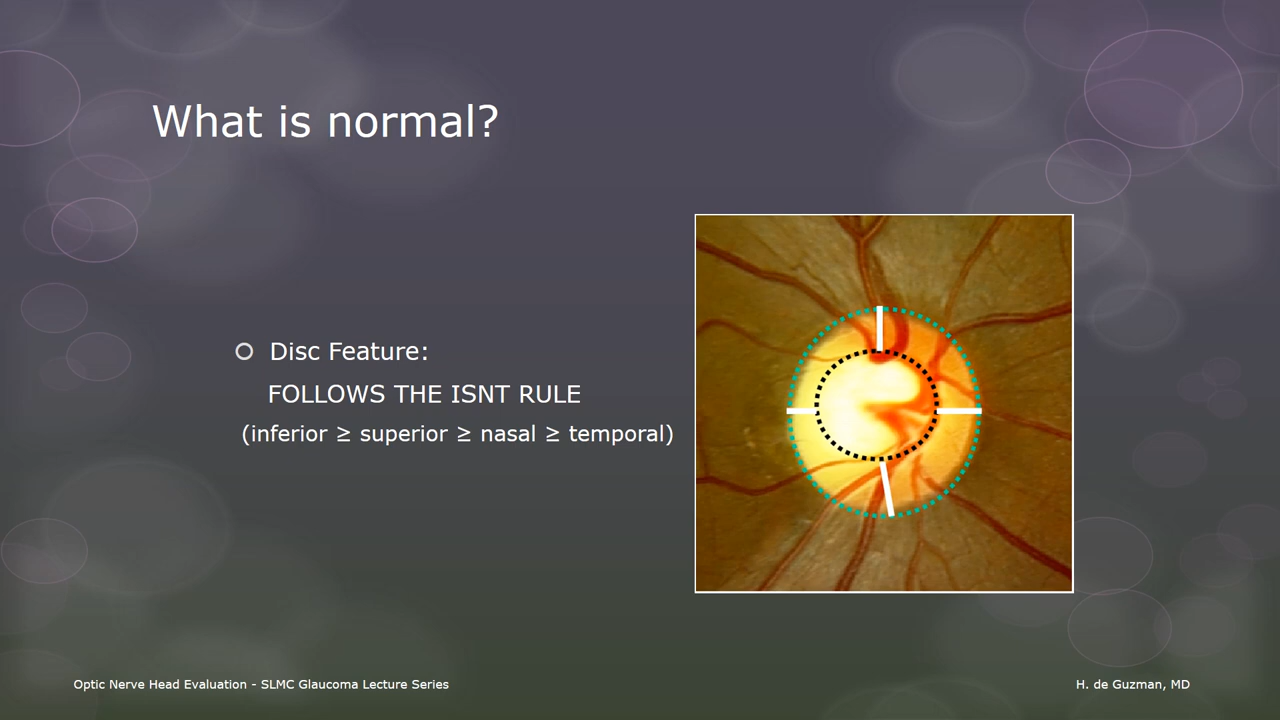 What is normal?
Disc Feature:
FOLLOWS THE ISNT RULE
(inferior ≥ superior ≥ nasal ≥ temporal)
Optic Nerve Head Evaluation - SLMC Glaucoma Lecture Series
H. de Guzman, MD